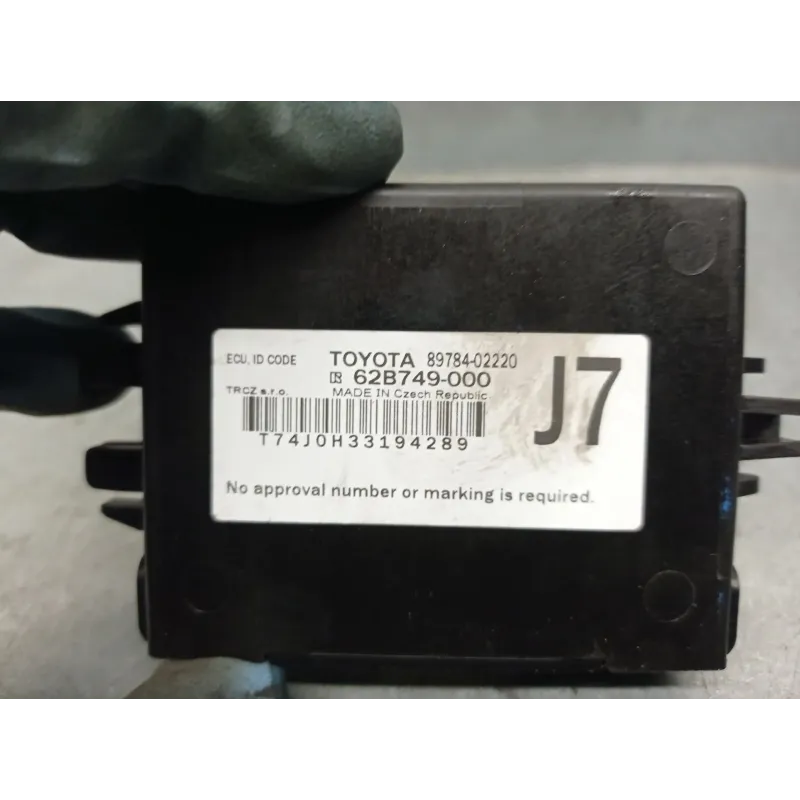 ECU, ID CODE TOYOTA 89784-02220
62B749-000
TRCZ s.r.o. MADE IN Czech Republic
J7
T74J0H33194289
No approval number or marking is required.